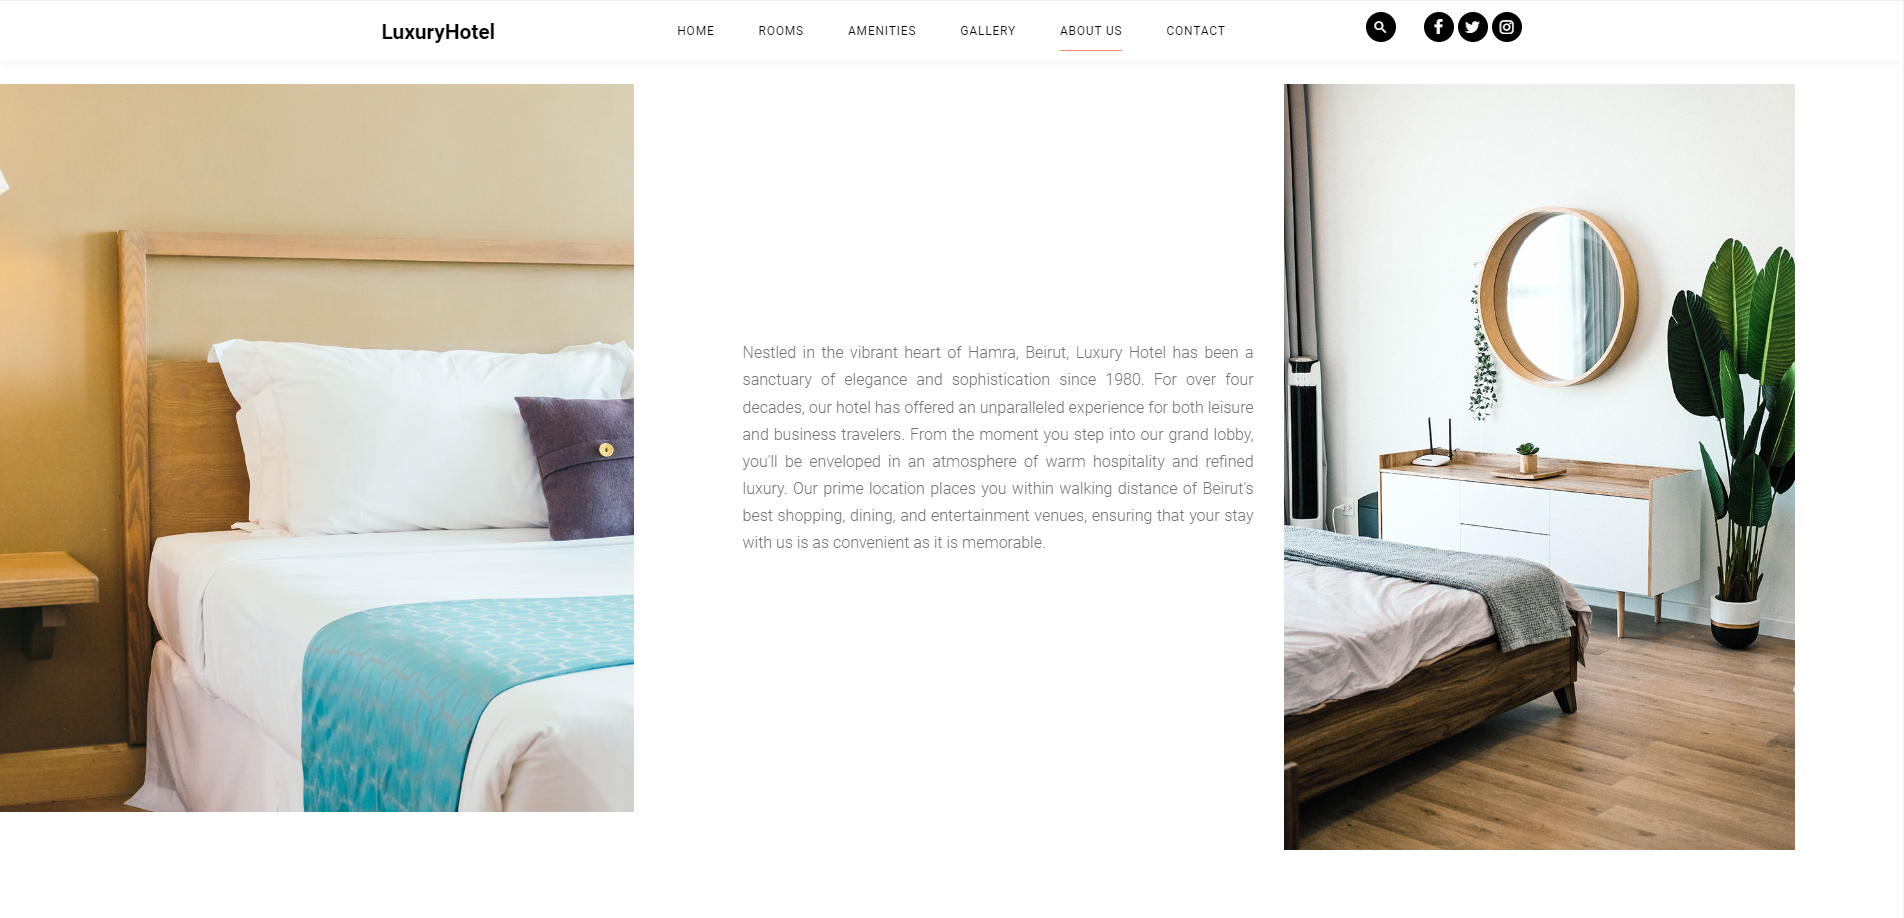 LuxuryHotel
HOME
ROOMS
AMENITIES
GALLERY
ABOUT US
CONTACT
Nestled in the vibrant heart of Hamra, Beirut, Luxury Hotel has been a
sanctuary of elegance and sophistication since 1980. For over four
decades, our hotel has offered an unparalleled experience for both leisure
and business travelers. From the moment you step into our grand lobby,
you'll be enveloped in an atmosphere of warm hospitality and refined
luxury. Our prime location places you within walking distance of Beirut's
best shopping, dining, and entertainment venues, ensuring that your stay
with us is as convenient as it is memorable.